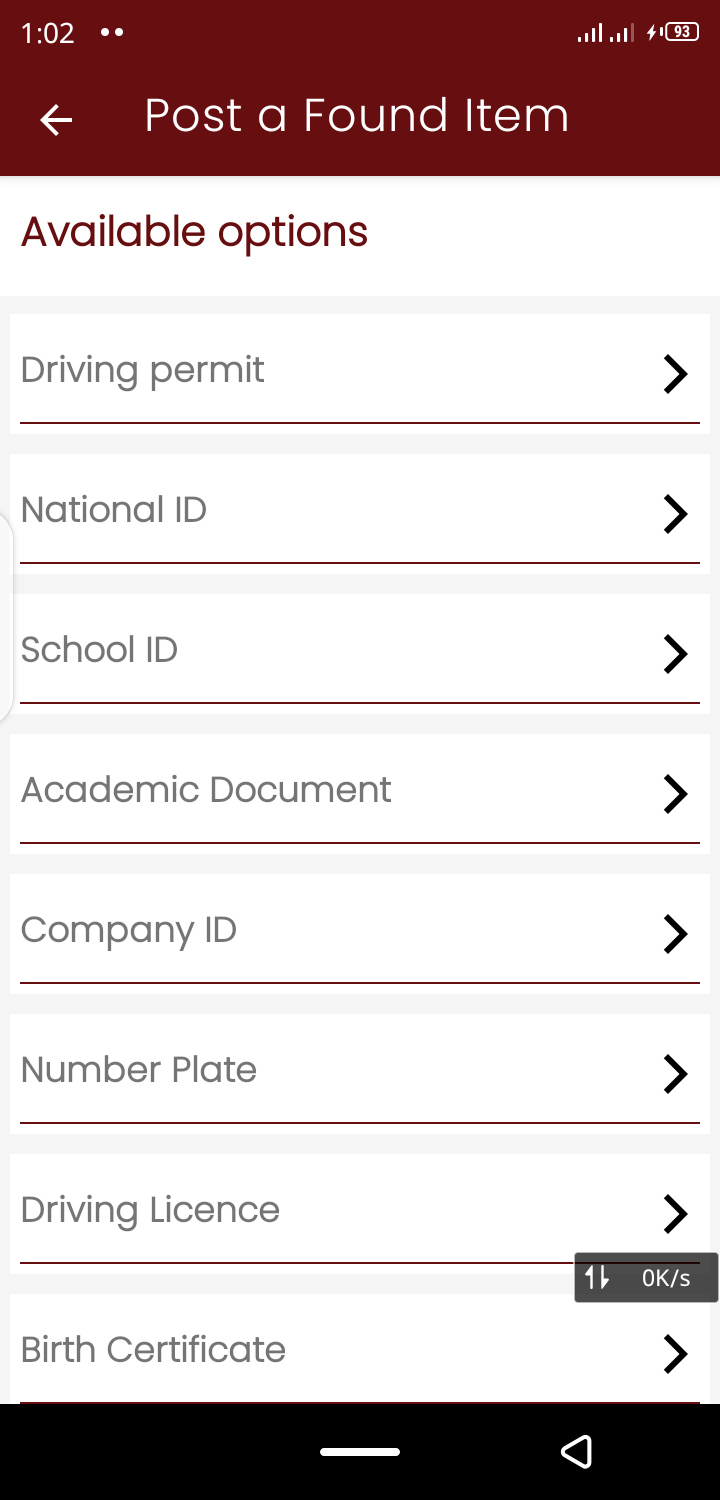 1:02
93
Post a Found Item
Available options
Driving permit
National ID
School ID
Academic Document
Company ID
Number Plate
Driving Licence
0K/s
Birth Certificate